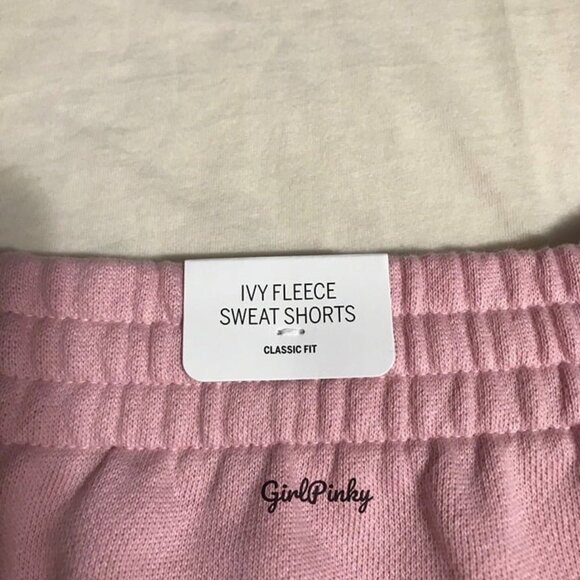 IVY FLEECE
SWEAT SHORTS
CLASSIC FIT
GirlPinky